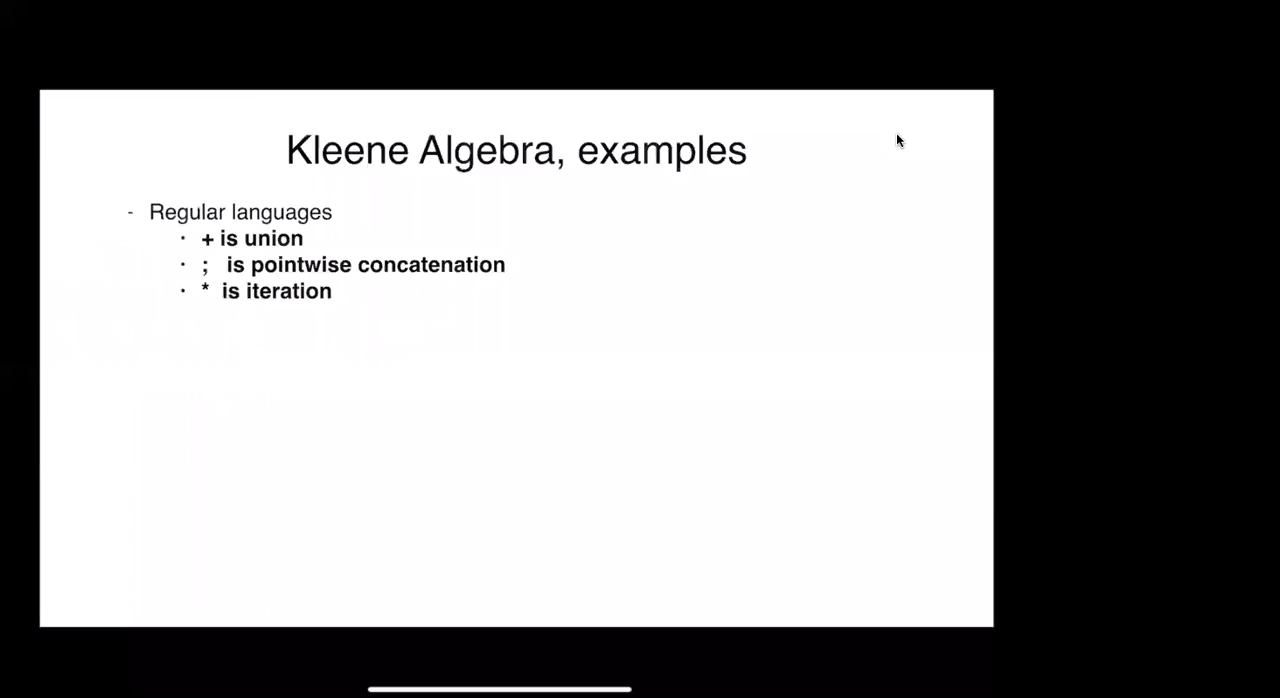 Kleene Algebra, examples
- Regular languages
· + is union
· ; is pointwise concatenation
· * is iteration